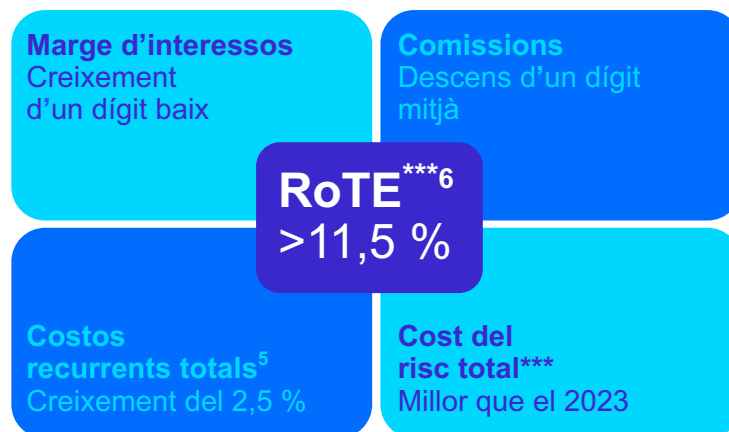 Marge d’interessos
Creixement
d’un dígit baix
Comissions
Descens d’un dígit
mitjà
RoTE***6
>11,5 %
Costos
recurrents totals5
Creixement del 2,5 %
Cost del
risc total***
Millor que el 2023